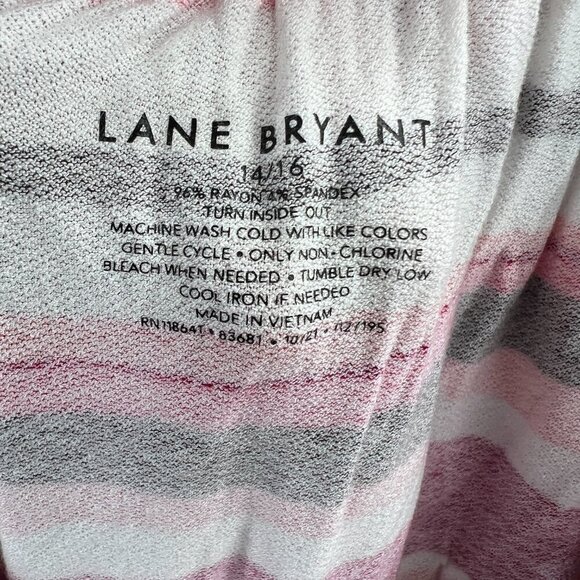 LANE BRYANT
14/16
96% RAYON 4% SPANDEX
TURN INSIDE OUT
MACHINE WASH COLD WITH LIKE COLORS
GENTLE CYCLE • ONLY NON-CHLORINE
BLEACH WHEN NEEDED • TUMBLE DRY LOW
COOL IRON IF NEEDED
MADE IN VIETNAM
RN118641 • 83681 • 10/21 • 112195